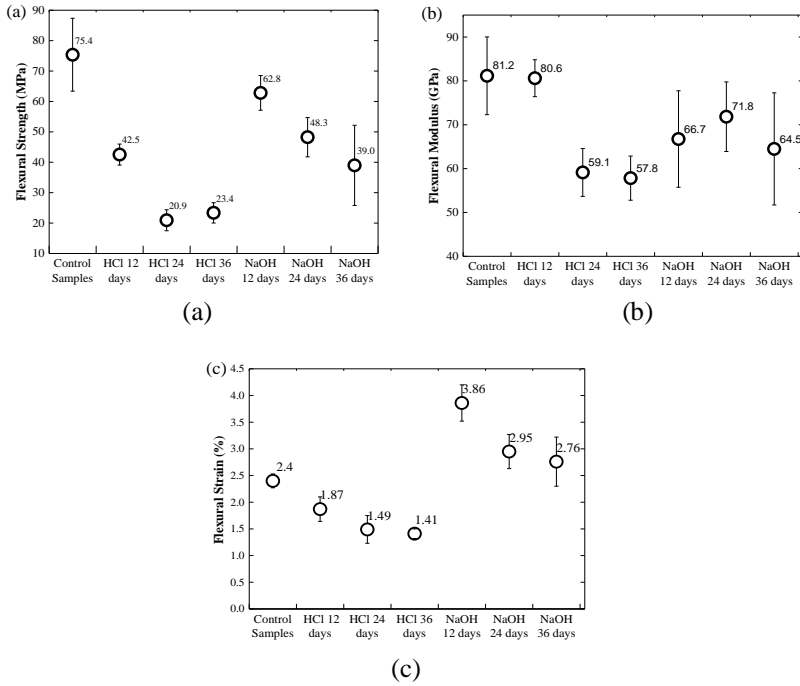 (a)
Flexural Strength (MPa)
90
80
70
60
50
40
30
20
10
75.4
42.5
20.9
23.4
62.8
48.3
39.0
Control Samples
HCl 12 days
HCl 24 days
HCl 36 days
NaOH 12 days
NaOH 24 days
NaOH 36 days
(a)
(b)
Flexural Modulus (GPa)
90
80
70
60
50
40
81.2
80.6
59.1
57.8
66.7
71.8
64.5
Control Samples
HCl 12 days
HCl 24 days
HCl 36 days
NaOH 12 days
NaOH 24 days
NaOH 36 days
(b)
(c)
Flexural Strain (%)
4.5
4.0
3.5
3.0
2.5
2.0
1.5
1.0
0.5
0.0
2.4
1.87
1.49
1.41
3.86
2.95
2.76
Control Samples
HCl 12 days
HCl 24 days
HCl 36 days
NaOH 12 days
NaOH 24 days
NaOH 36 days
(c)